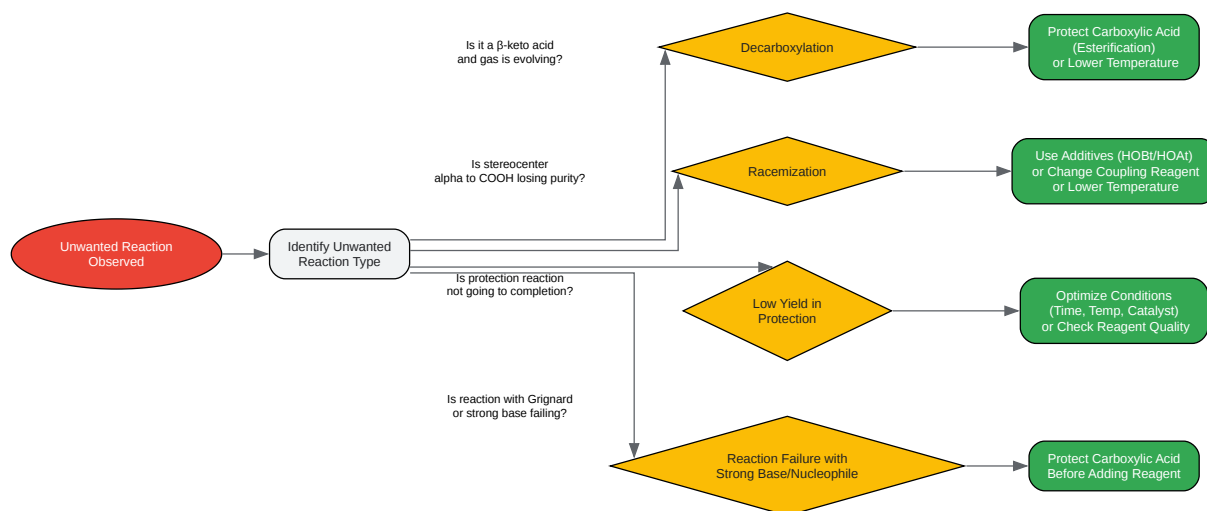 Unwanted Reaction
Observed
Identify Unwanted
Reaction Type
Is it a β-keto acid
and gas is evolving?
Decarboxylation
Protect Carboxylic Acid
(Esterification)
or Lower Temperature
Is stereocenter
alpha to COOH losing purity?
Racemization
Use Additives (HOBt/HOAt)
or Change Coupling Reagent
or Lower Temperature
Is protection reaction
not going to completion?
Low Yield in
Protection
Optimize Conditions
(Time, Temp, Catalyst)
or Check Reagent Quality
Is reaction with Grignard
or strong base failing?
Reaction Failure with
Strong Base/Nucleophile
Protect Carboxylic Acid
Before Adding Reagent